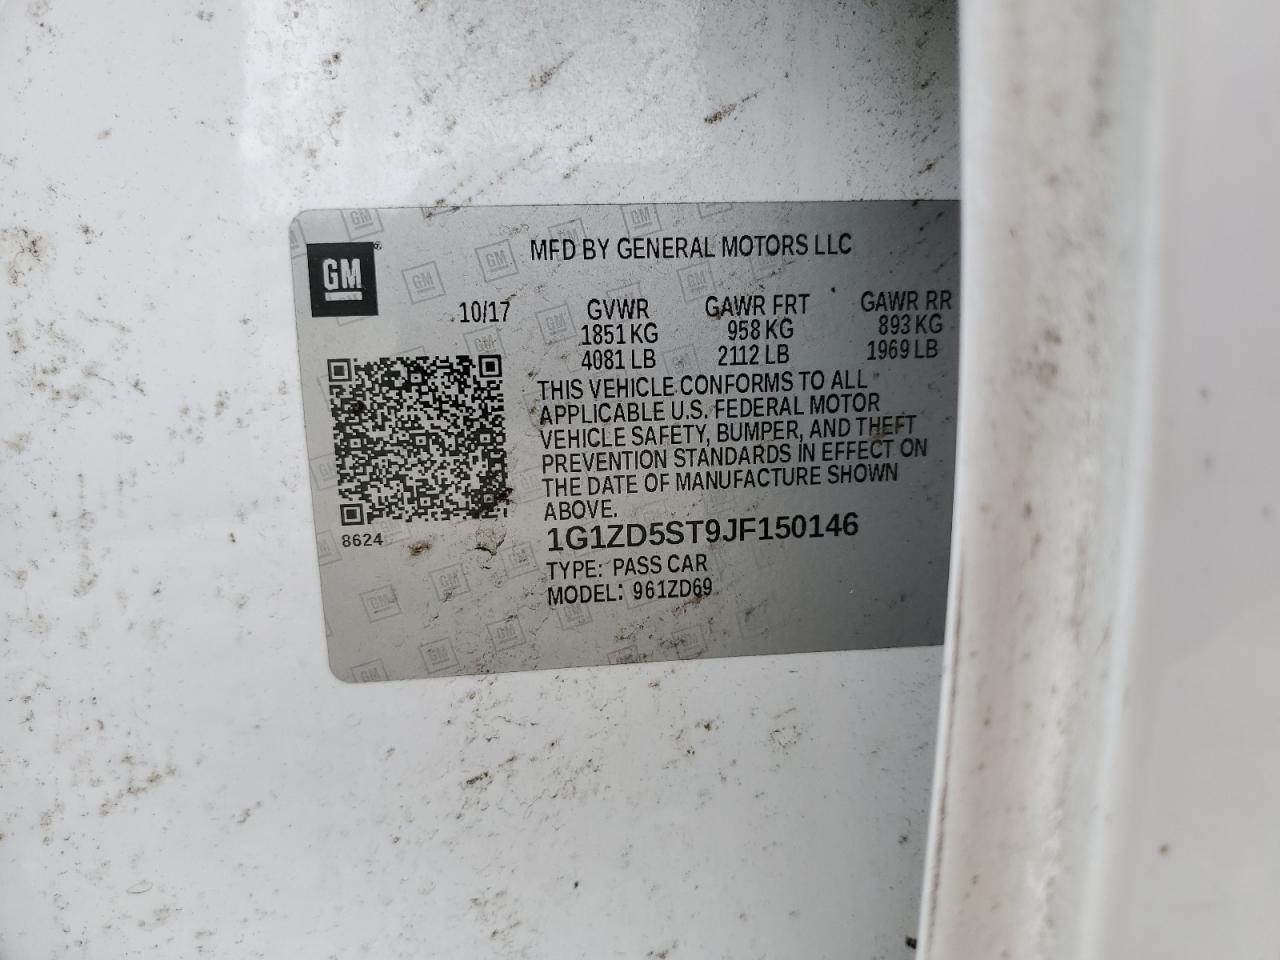 GM
MFD BY GENERAL MOTORS LLC
10/17 GVWR GAWR FRT GAWR RR
1851 KG 958 KG 893 KG
4081 LB 2112 LB 1969 LB
THIS VEHICLE CONFORMS TO ALL
APPLICABLE U.S. FEDERAL MOTOR
VEHICLE SAFETY, BUMPER, AND THEFT
PREVENTION STANDARDS IN EFFECT ON
THE DATE OF MANUFACTURE SHOWN
ABOVE.
8624
1G1ZD5ST9JF150146
TYPE: PASS CAR
MODEL: 961ZD69